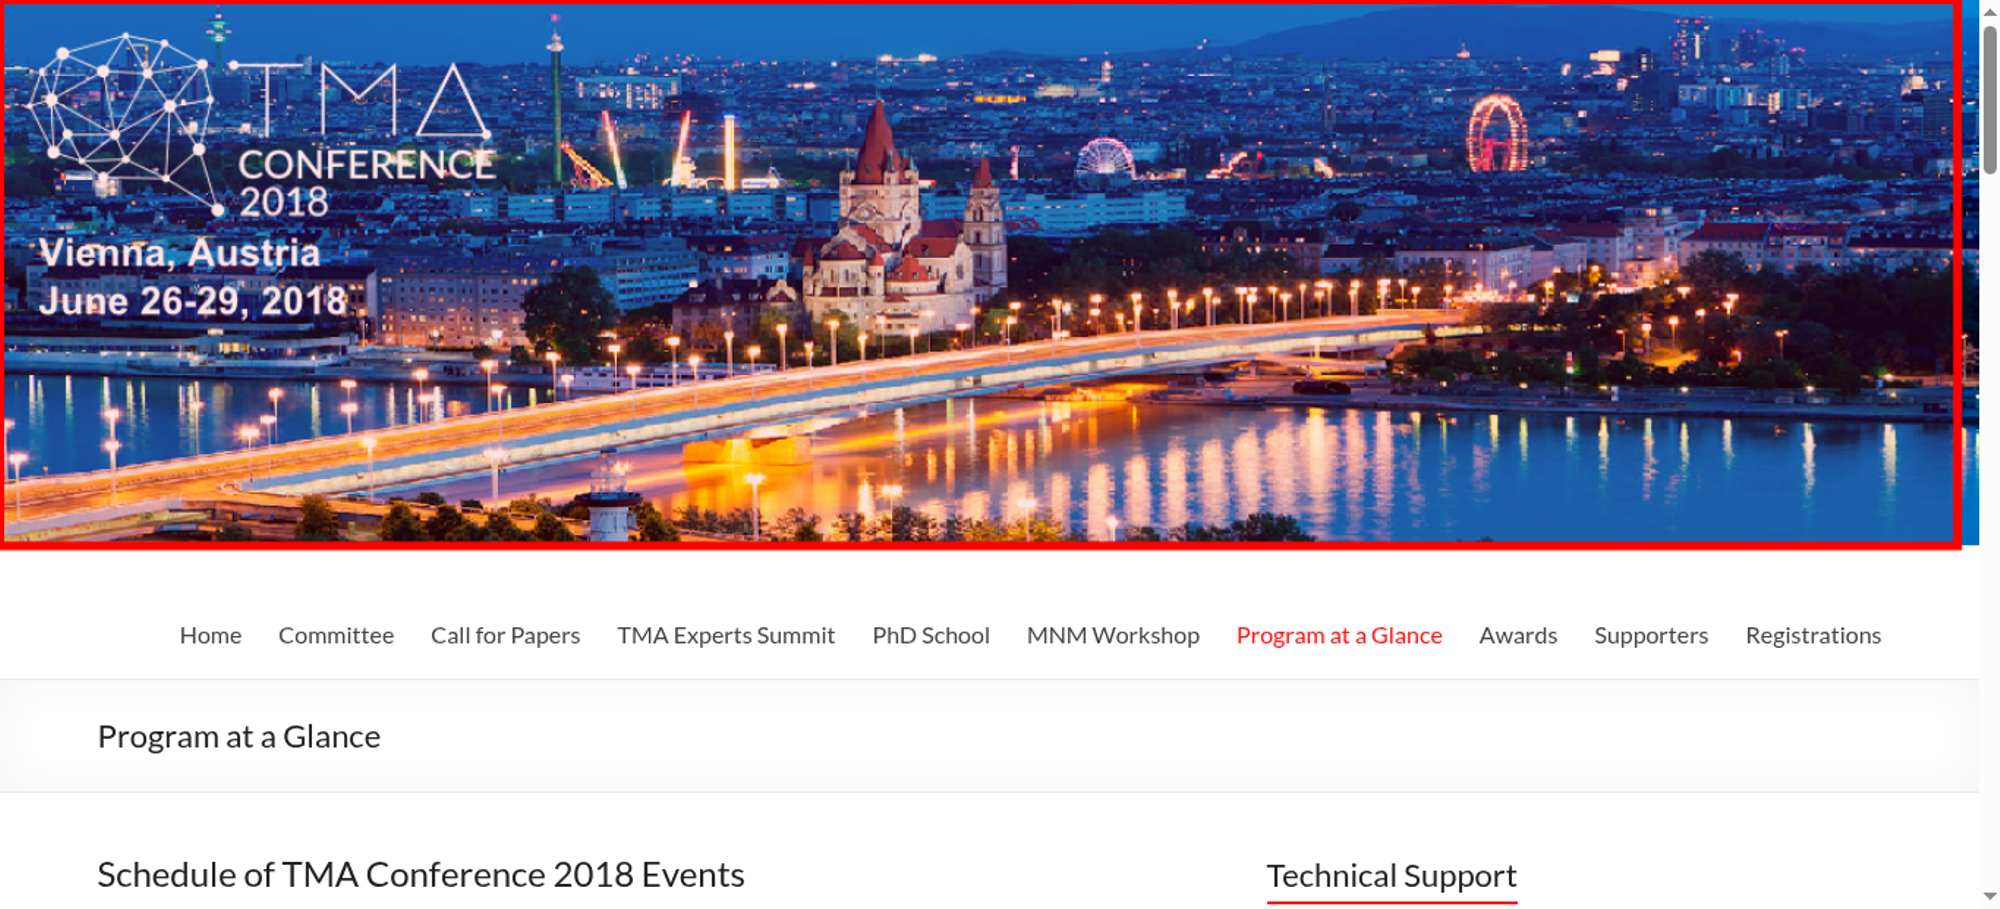 TMA
CONFERENCE
2018
Vienna, Austria
June 26-29, 2018
Home Committee Call for Papers TMA Experts Summit PhD School MNM Workshop Program at a Glance Awards Supporters Registrations
Program at a Glance
Schedule of TMA Conference 2018 Events
Technical Support